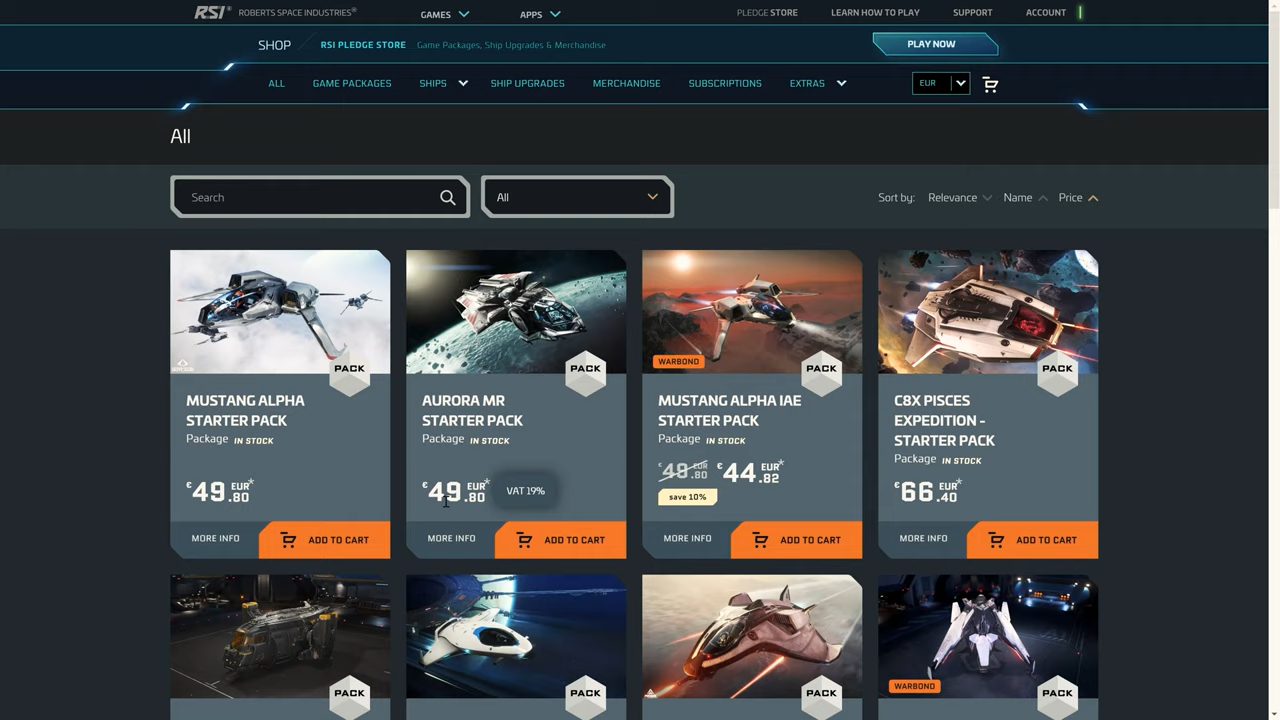 RSI® ROBERTS SPACE INDUSTRIES®
GAMES
APPS
PLEDGE STORE
LEARN HOW TO PLAY
SUPPORT
ACCOUNT
SHOP
RSI PLEDGE STORE
Game Packages, Ship Upgrades & Merchandise
PLAY NOW
ALL
GAME PACKAGES
SHIPS
SHIP UPGRADES
MERCHANDISE
SUBSCRIPTIONS
EXTRAS
EUR
All
Search
All
Sort by:
Relevance
Name
Price
PACK
MUSTANG ALPHA
STARTER PACK
Package IN STOCK
€49.80 EUR*
MORE INFO
ADD TO CART
PACK
AURORA MR
STARTER PACK
Package IN STOCK
€49.80 EUR*
VAT 19%
MORE INFO
ADD TO CART
WARBOND
PACK
MUSTANG ALPHA IAE
STARTER PACK
Package IN STOCK
€49.80 EUR €44.82 EUR*
save 10%
MORE INFO
ADD TO CART
PACK
C8X PISCES
EXPEDITION -
STARTER PACK
Package IN STOCK
€66.40 EUR*
MORE INFO
ADD TO CART
PACK
PACK
PACK
WARBOND
PACK